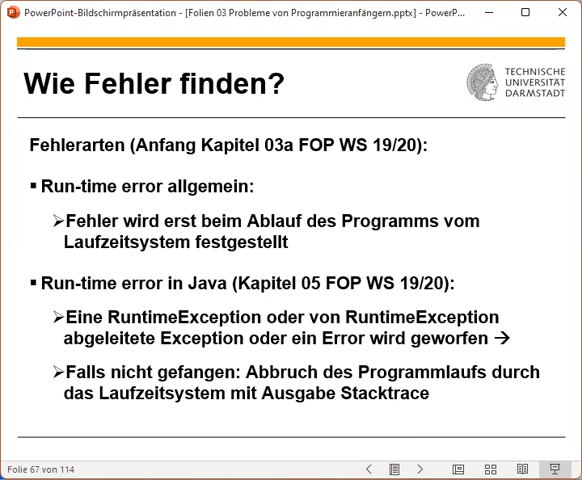 PowerPoint-Bildschirmpräsentation - [Folien 03 Probleme von Programmieranfängern.pptx] - PowerP...
Wie Fehler finden?
TECHNISCHE
UNIVERSITÄT
DARMSTADT
Fehlerarten (Anfang Kapitel 03a FOP WS 19/20):
▪ Run-time error allgemein:
➢Fehler wird erst beim Ablauf des Programms vom
Laufzeitsystem festgestellt
▪ Run-time error in Java (Kapitel 05 FOP WS 19/20):
➢Eine RuntimeException oder von RuntimeException
abgeleitete Exception oder ein Error wird geworfen →
➢Falls nicht gefangen: Abbruch des Programmlaufs durch
das Laufzeitsystem mit Ausgabe Stacktrace
Folie 67 von 114